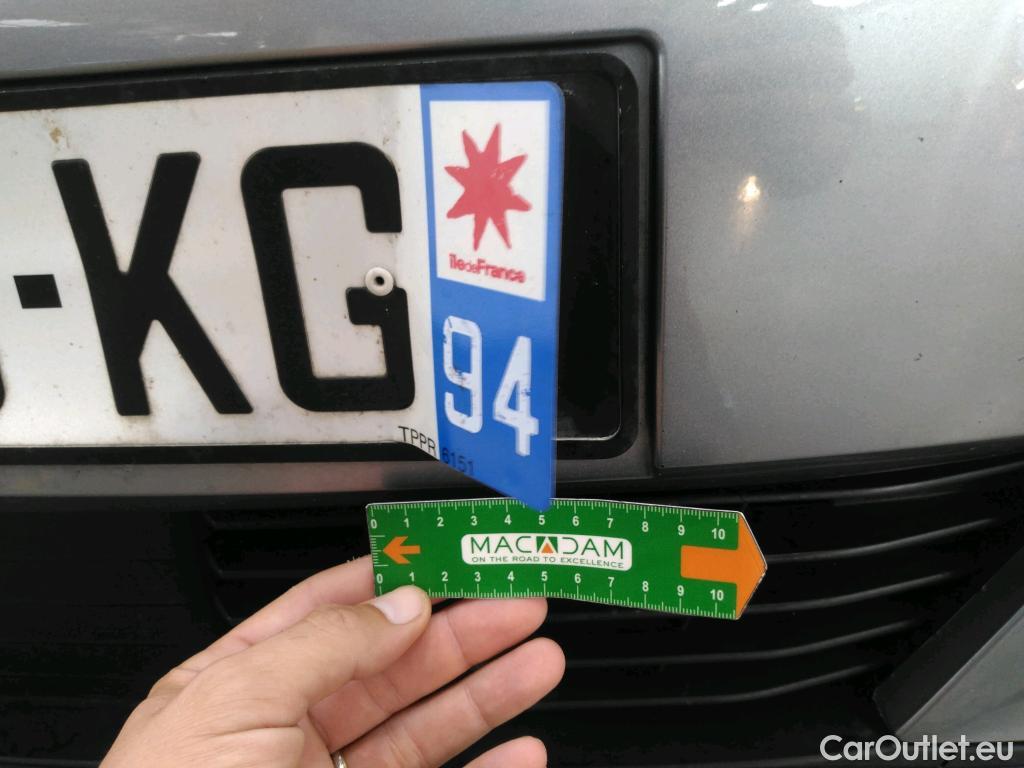 -KG
îledeFrance
94
TPPR 6151
0 1 2 3 4 5 6 7 8 9 10
MACADAM
ON THE ROAD TO EXCELLENCE
0 1 2 3 4 5 6 7 8 9 10
CarOutlet.eu